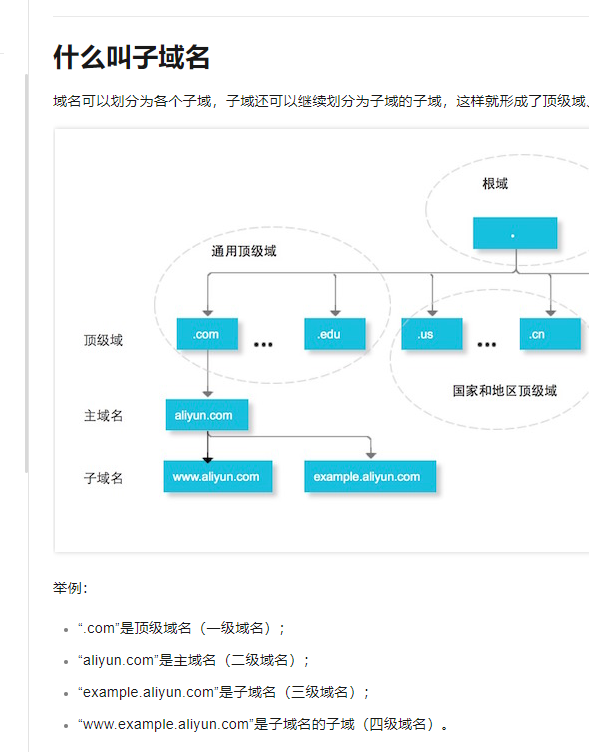 什么叫子域名
域名可以划分为各个子域，子域还可以继续划分为子域的子域，这样就形成了顶级域、
根域
.
通用顶级域
顶级域
.com
...
.edu
.us
...
.cn
国家和地区顶级域
主域名
aliyun.com
子域名
www.aliyun.com
example.aliyun.com
举例：
“.com”是顶级域名（一级域名）；
“aliyun.com”是主域名（二级域名）；
“example.aliyun.com”是子域名（三级域名）；
“www.example.aliyun.com”是子域名的子域（四级域名）。